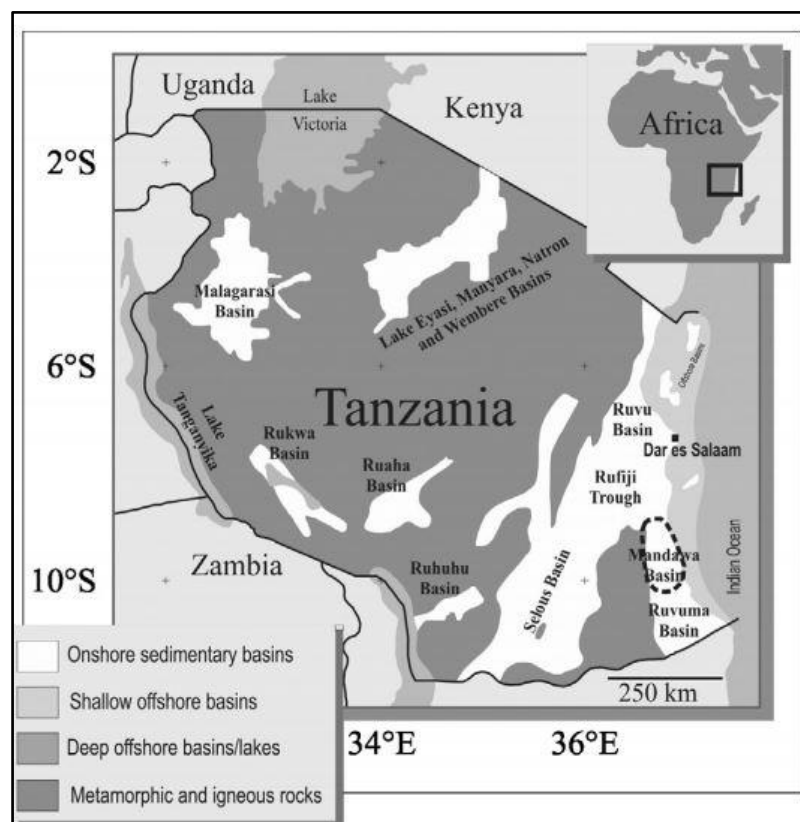 Uganda
Lake
Victoria
Kenya
Africa
2°S
Malagarasi
Basin
Lake Eyasi, Manyara, Natron
and Wembere Basins
6°S
Offshore Basins
Tanzania
Lake
Tanganyika
Rukwa
Basin
Ruaha
Basin
Ruvu
Basin
Dar es Salaam
Rufiji
Trough
Zambia
10°S
Ruhuhu
Basin
Selous Basin
Mandawa
Basin
Indian Ocean
Ruvuma
Basin
250 km
Onshore sedimentary basins
Shallow offshore basins
Deep offshore basins/lakes
Metamorphic and igneous rocks
34°E
36°E